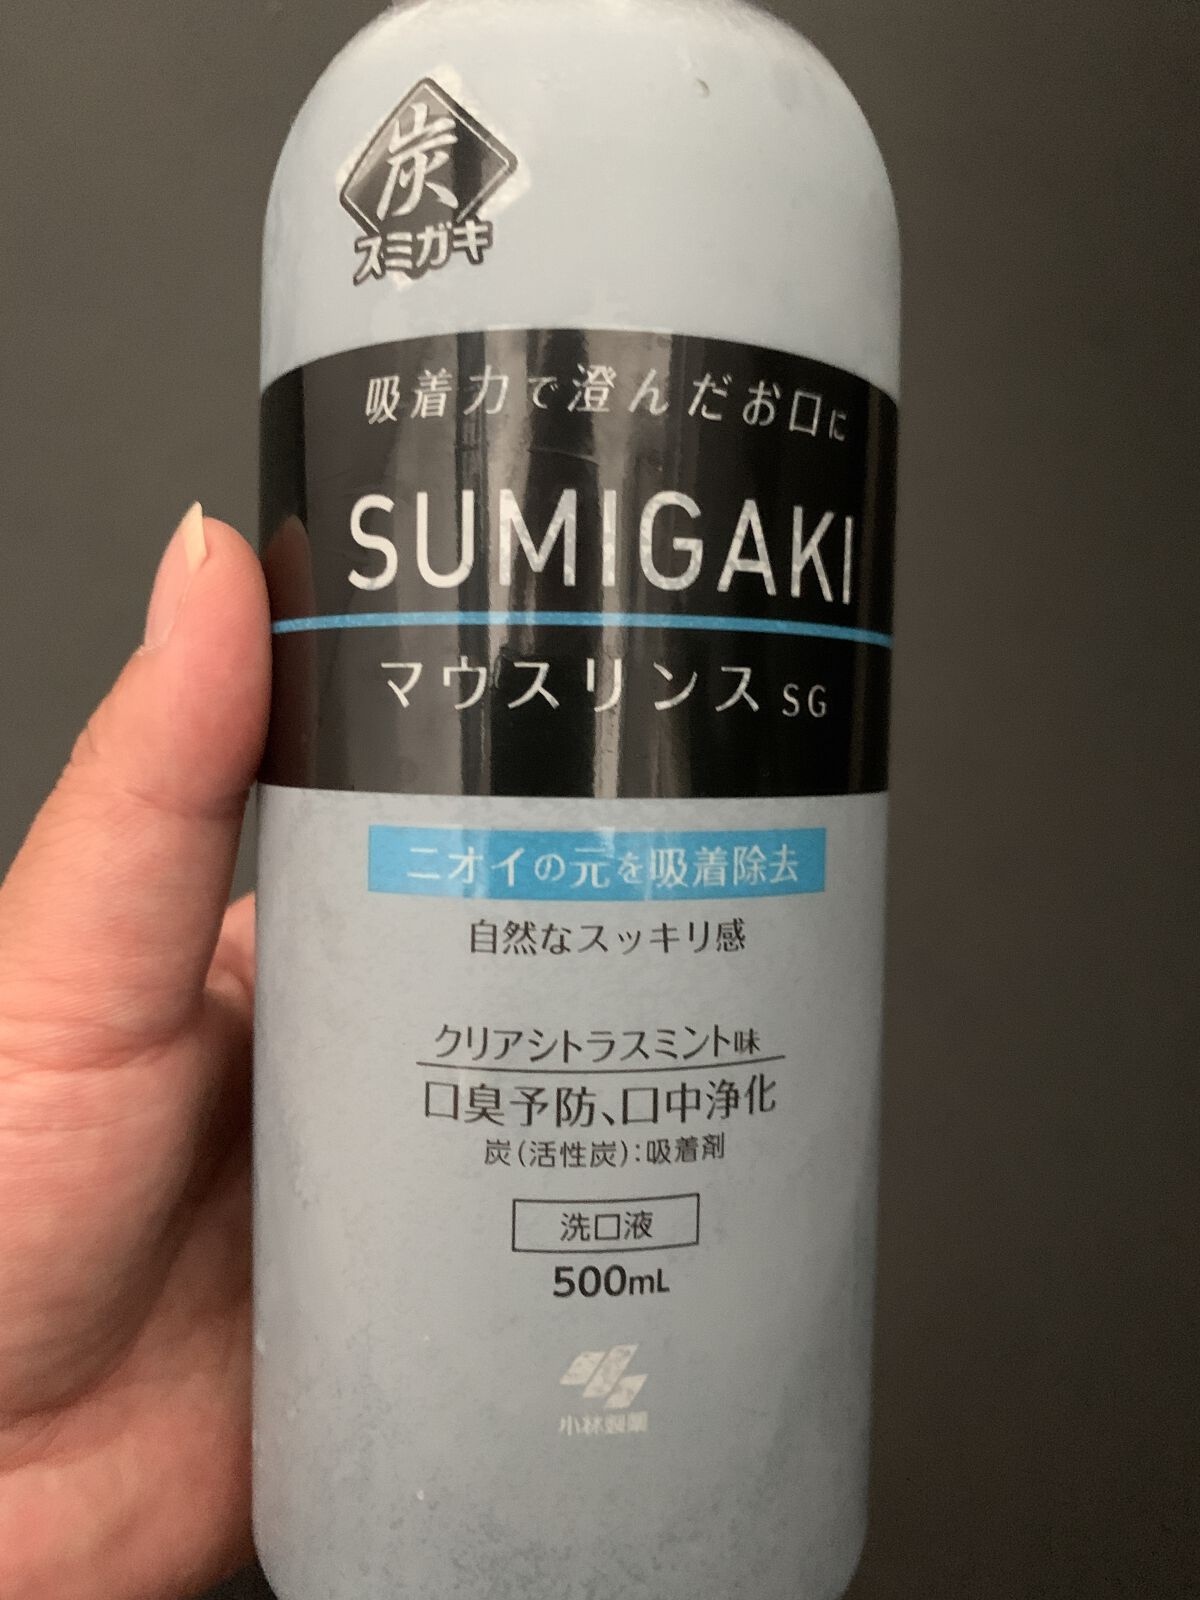 炭
スミガキ
吸着力で澄んだお口に
SUMIGAKI
マウスリンス SG
ニオイの元を吸着除去
自然なスッキリ感
クリアシトラスミント味
口臭予防、口中浄化
炭(活性炭):吸着剤
洗口液
500mL
小林製薬